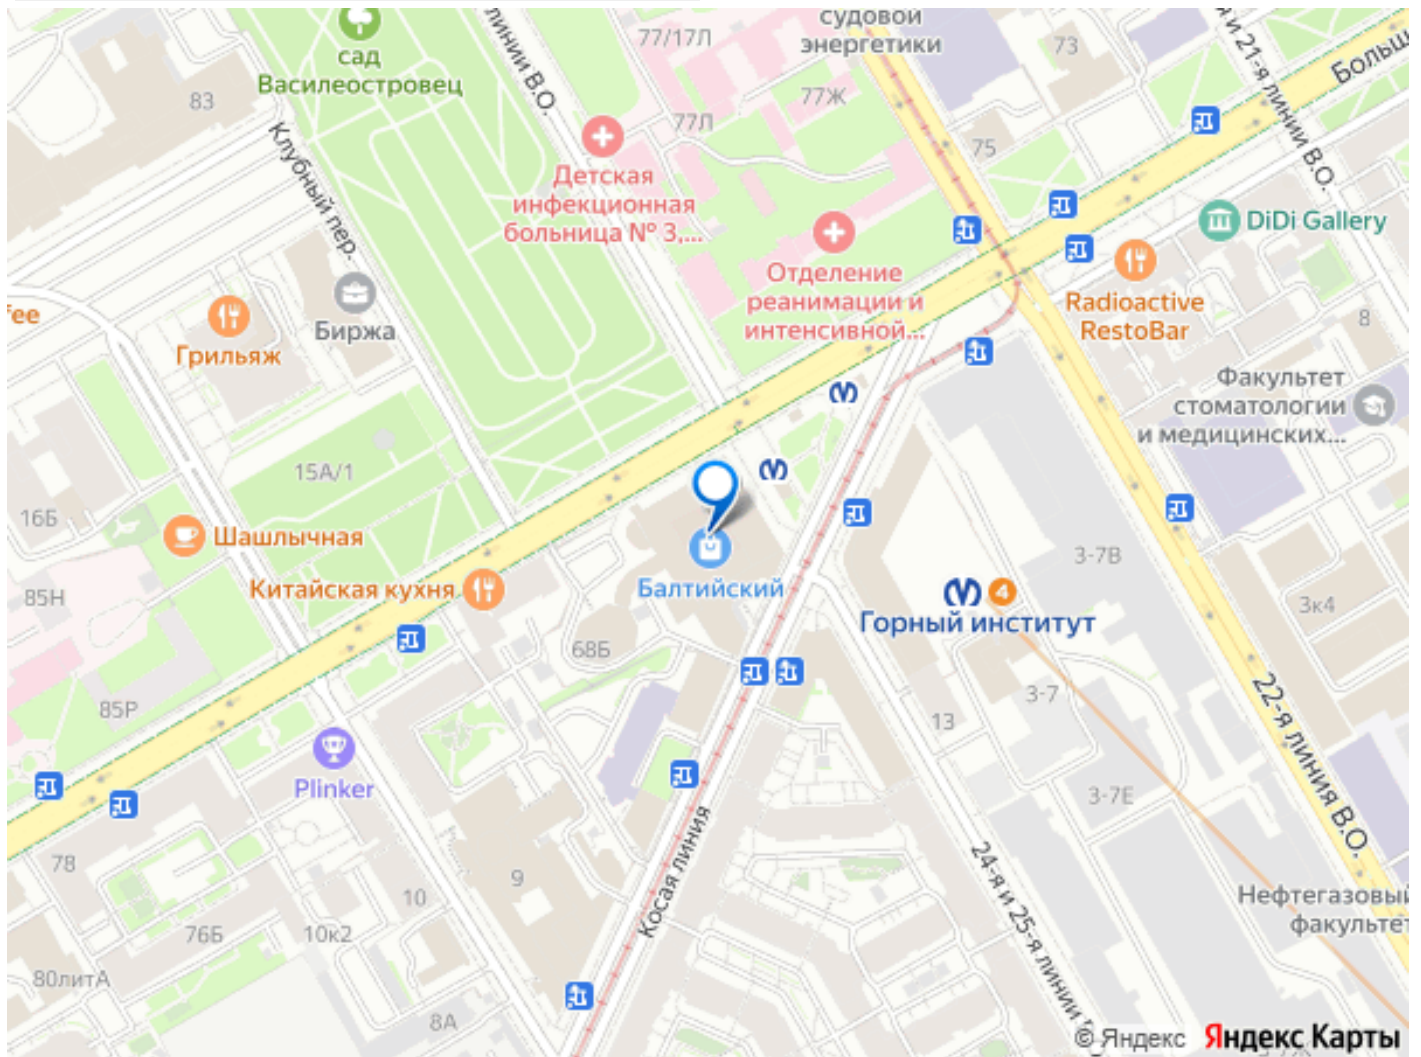 судовой
энергетики
77/17Л
73
линии В.О.
я и 21-я линии В.О.
Больш
сад
Василеостровец
83
77Ж
77Л
75
Клубный пер.
Детская
инфекционная
больница № 3,...
DiDi Gallery
Отделение
реанимации и
интенсивной...
Radioactive
RestoBar
fee
Биржа
Грильяж
8
Факультет
стоматологии
и медицинских...
15А/1
16Б
Шашлычная
3-7В
Китайская кухня
Балтийский
4
Горный институт
85Н
3к4
68Б
85Р
3-7
13
22-я линия В.О.
Plinker
3-7Е
78
Косая линия
24-я и 25-я линии
9
10
Нефтегазовый
факультет
76Б
10к2
80литА
8А
© Яндекс Яндекс Карты